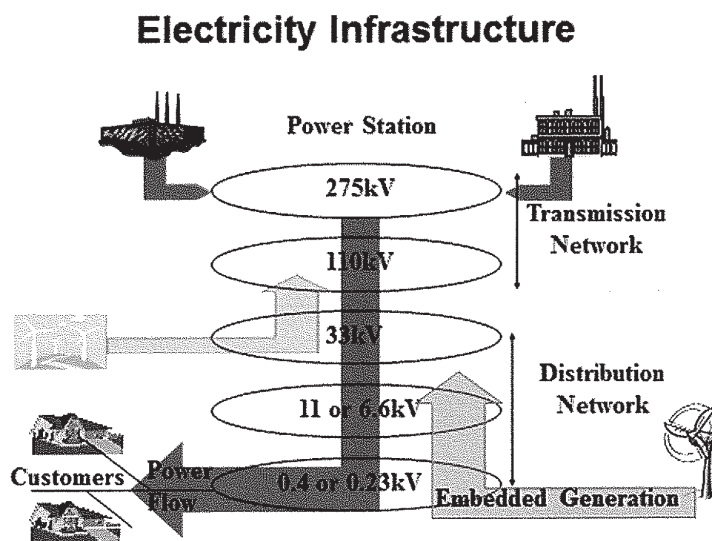 Electricity Infrastructure
Power Station
275kV
Transmission
Network
110kV
33kV
Distribution
Network
11 or 6.6kV
Customers
Power
Flow
0.4 or 0.23kV
Embedded Generation